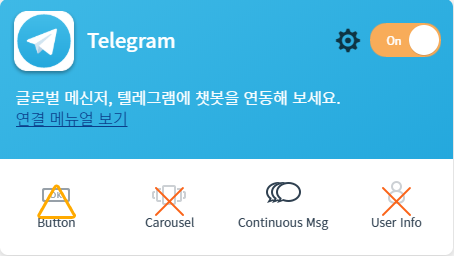 Telegram
On
글로벌 메신저, 텔레그램에 챗봇을 연동해 보세요.
연결 메뉴얼 보기
OK
Button
Carousel
Continuous Msg
User Info